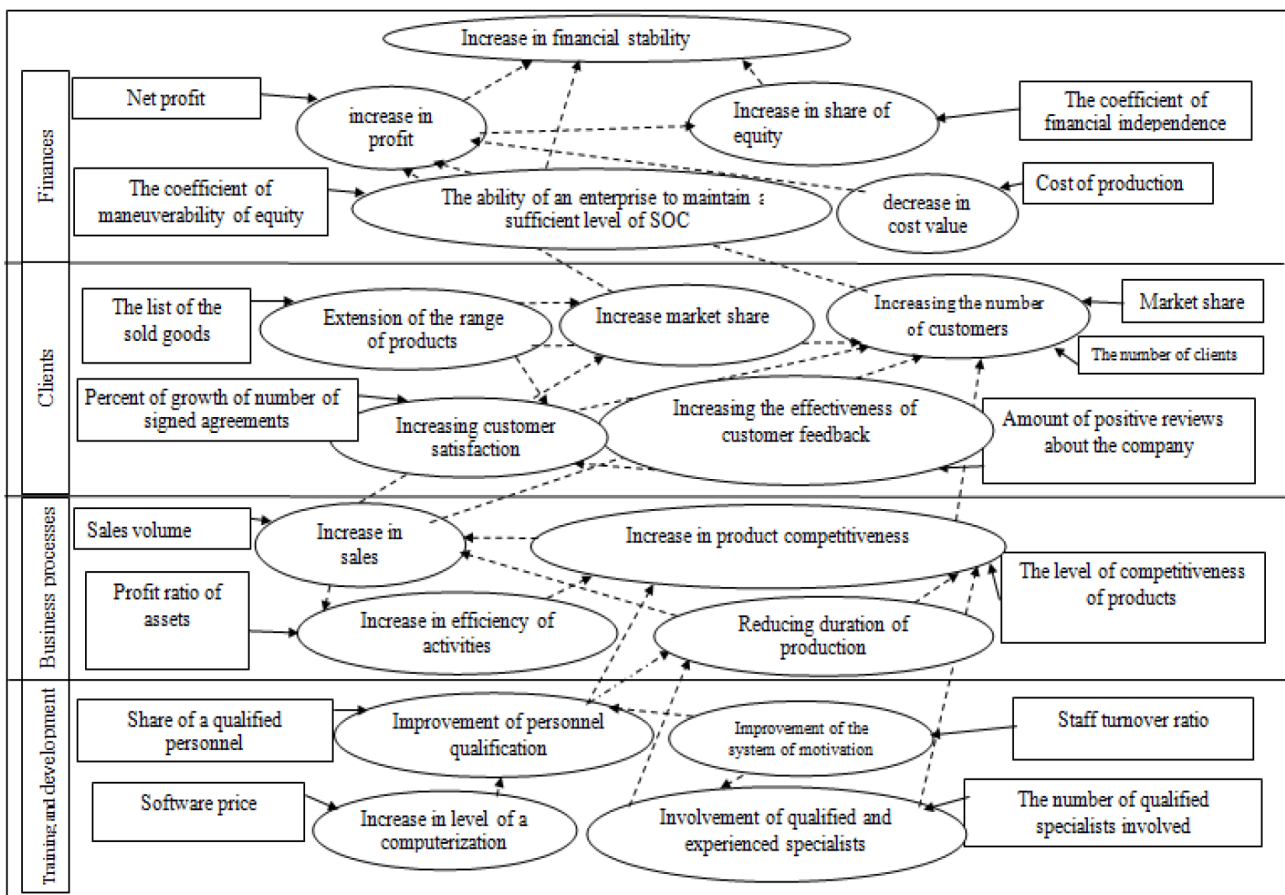 Increase in financial stability
Finances
Net profit
increase in
profit
Increase in share of
equity
The coefficient of
financial independence
The coefficient of
maneuverability of equity
The ability of an enterprise to maintain a
sufficient level of SOC
decrease in
cost value
Cost of production
Clients
The list of the
sold goods
Extension of the range
of products
Increase market share
Increasing the number
of customers
Market share
The number of clients
Percent of growth of number of
signed agreements
Increasing customer
satisfaction
Increasing the effectiveness of
customer feedback
Amount of positive reviews
about the company
Business processes
Sales volume
Increase in
sales
Increase in product competitiveness
The level of competitiveness
of products
Profit ratio of
assets
Increase in efficiency of
activities
Reducing duration of
production
Training and development
Share of a qualified
personnel
Improvement of personnel
qualification
Improvement of the
system of motivation
Staff turnover ratio
Software price
Increase in level of a
computerization
Involvement of qualified and
experienced specialists
The number of qualified
specialists involved